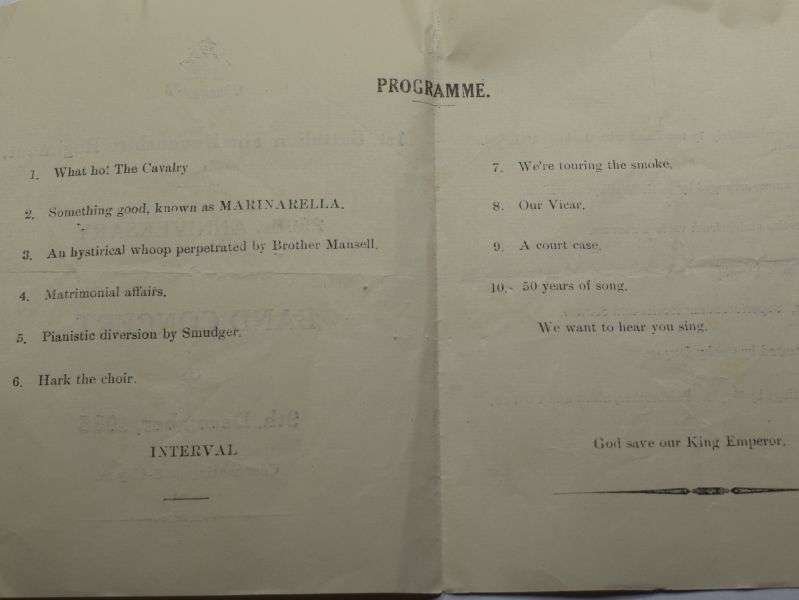 PROGRAMME.
1. What ho! The Cavalry
2. Something good, known as MARINARELLA.
3. An hystirical whoop perpetrated by Brother Mansell.
4. Matrimonial affairs.
5. Pianistic diversion by Smudger.
6. Hark the choir.
INTERVAL
7. We're touring the smoke.
8. Our Vicar.
9. A court case.
10. 50 years of song.
We want to hear you sing.
God save our King Emperor.